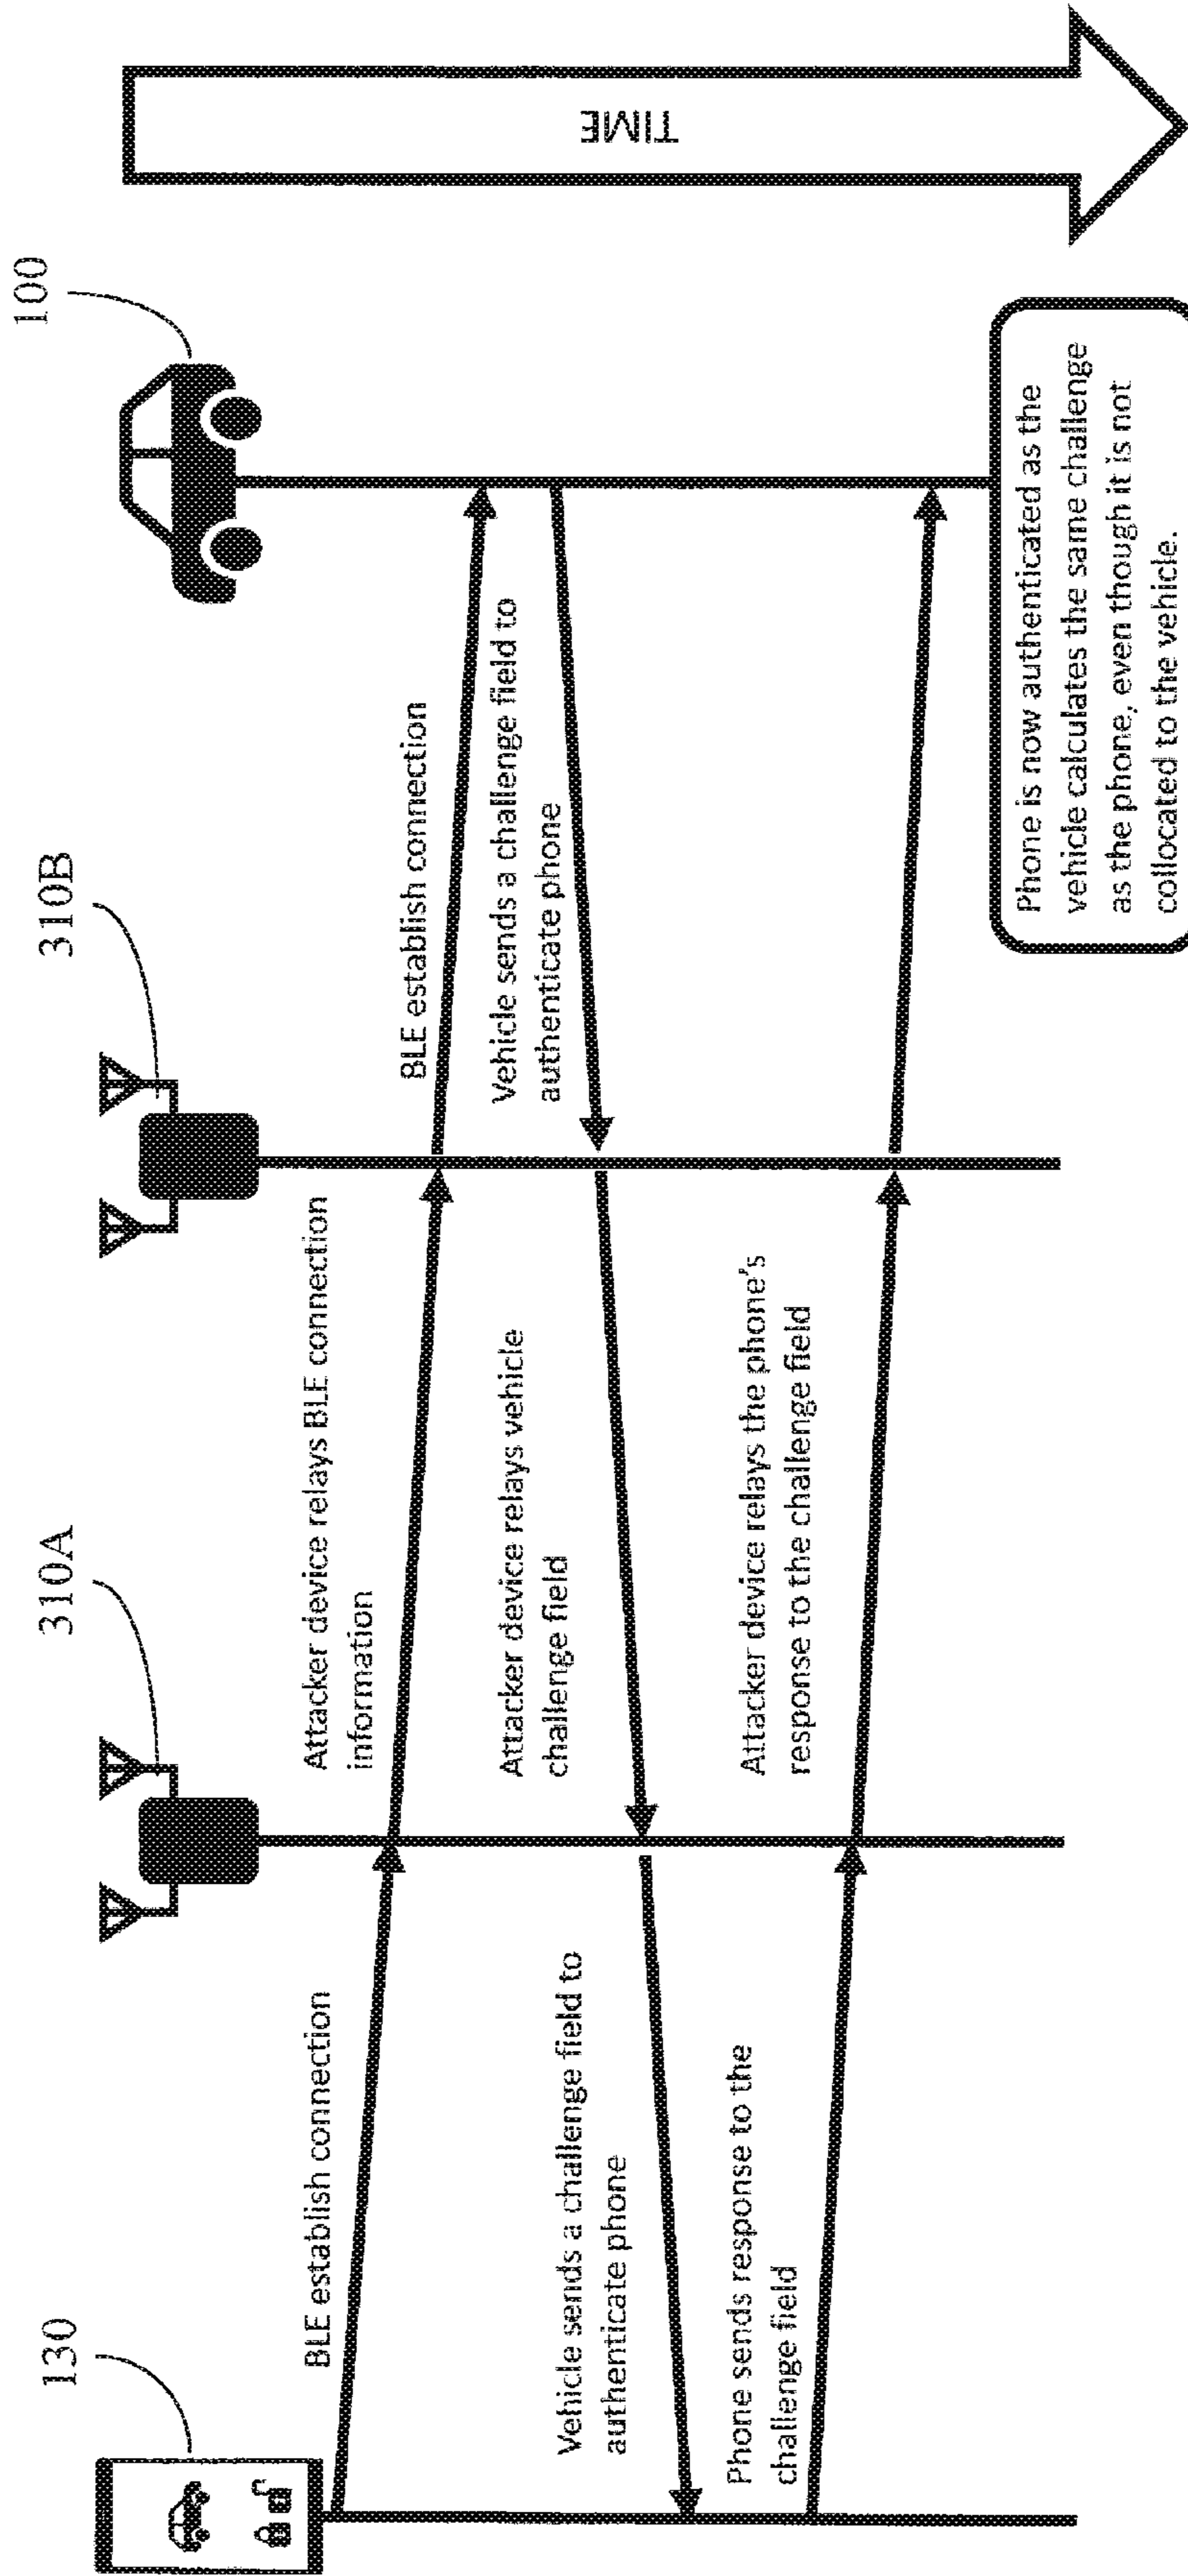 130
310A
310B
100
BLE establish connection
Attacker device relays BLE connection
information
BLE establish connection
Vehicle sends a challenge field to
authenticate phone
Attacker device relays vehicle
challenge field
Vehicle sends a challenge field to
authenticate phone
Phone sends response to the
challenge field
Attacker device relays the phone's
response to the challenge field
Phone is now authenticated as the
vehicle calculates the same challenge
as the phone, even though it is not
collocated to the vehicle.
TIME